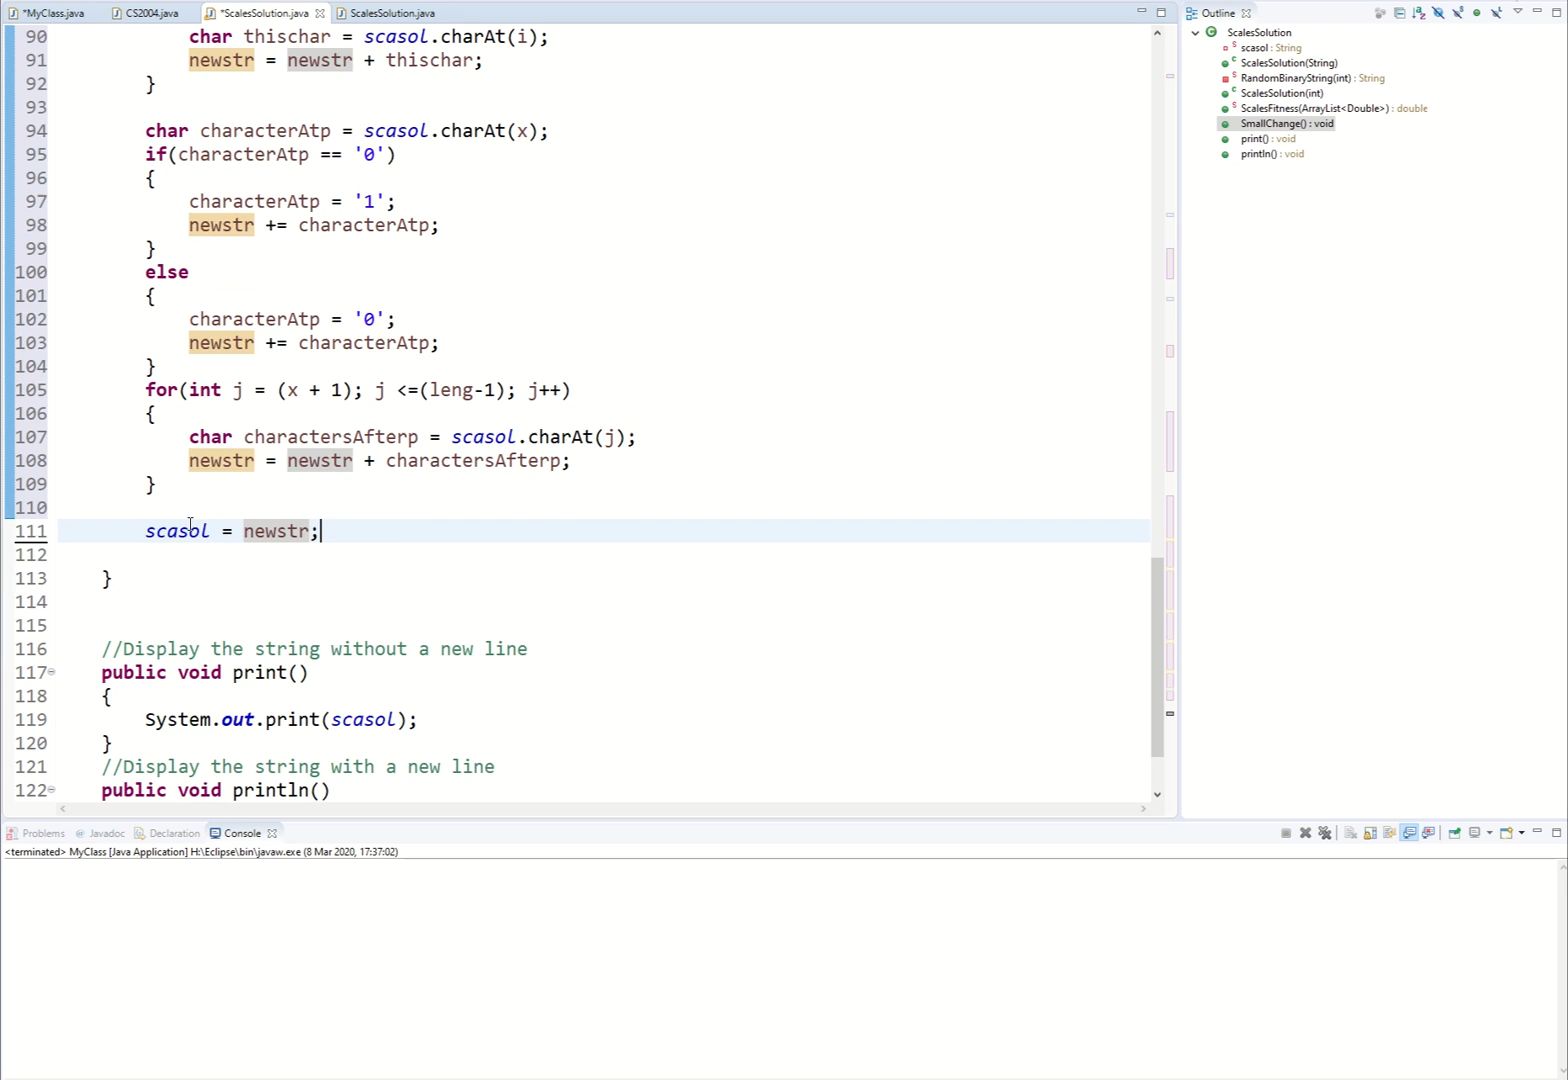 *MyClass.java
CS2004.java
*ScalesSolution.java
ScalesSolution.java
90 char thischar = scasol.charAt(i);
91 newstr = newstr + thischar;
92 }
93
94 char characterAtp = scasol.charAt(x);
95 if(characterAtp == '0')
96 {
97 characterAtp = '1';
98 newstr += characterAtp;
99 }
100 else
101 {
102 characterAtp = '0';
103 newstr += characterAtp;
104 }
105 for(int j = (x + 1); j <=(leng-1); j++)
106 {
107 char charactersAfterp = scasol.charAt(j);
108 newstr = newstr + charactersAfterp;
109 }
110
111 scasol = newstr;
112
113 }
114
115
116 //Display the string without a new line
117 public void print()
118 {
119 System.out.print(scasol);
120 }
121 //Display the string with a new line
122 public void println()
Outline
ScalesSolution
scasol : String
ScalesSolution(String)
RandomBinaryString(int) : String
ScalesSolution(int)
ScalesFitness(ArrayList<Double>) : double
SmallChange() : void
print() : void
println() : void
Problems
Javadoc
Declaration
Console
<terminated> MyClass [Java Application] H:\Eclipse\bin\javaw.exe (8 Mar 2020, 17:37:02)